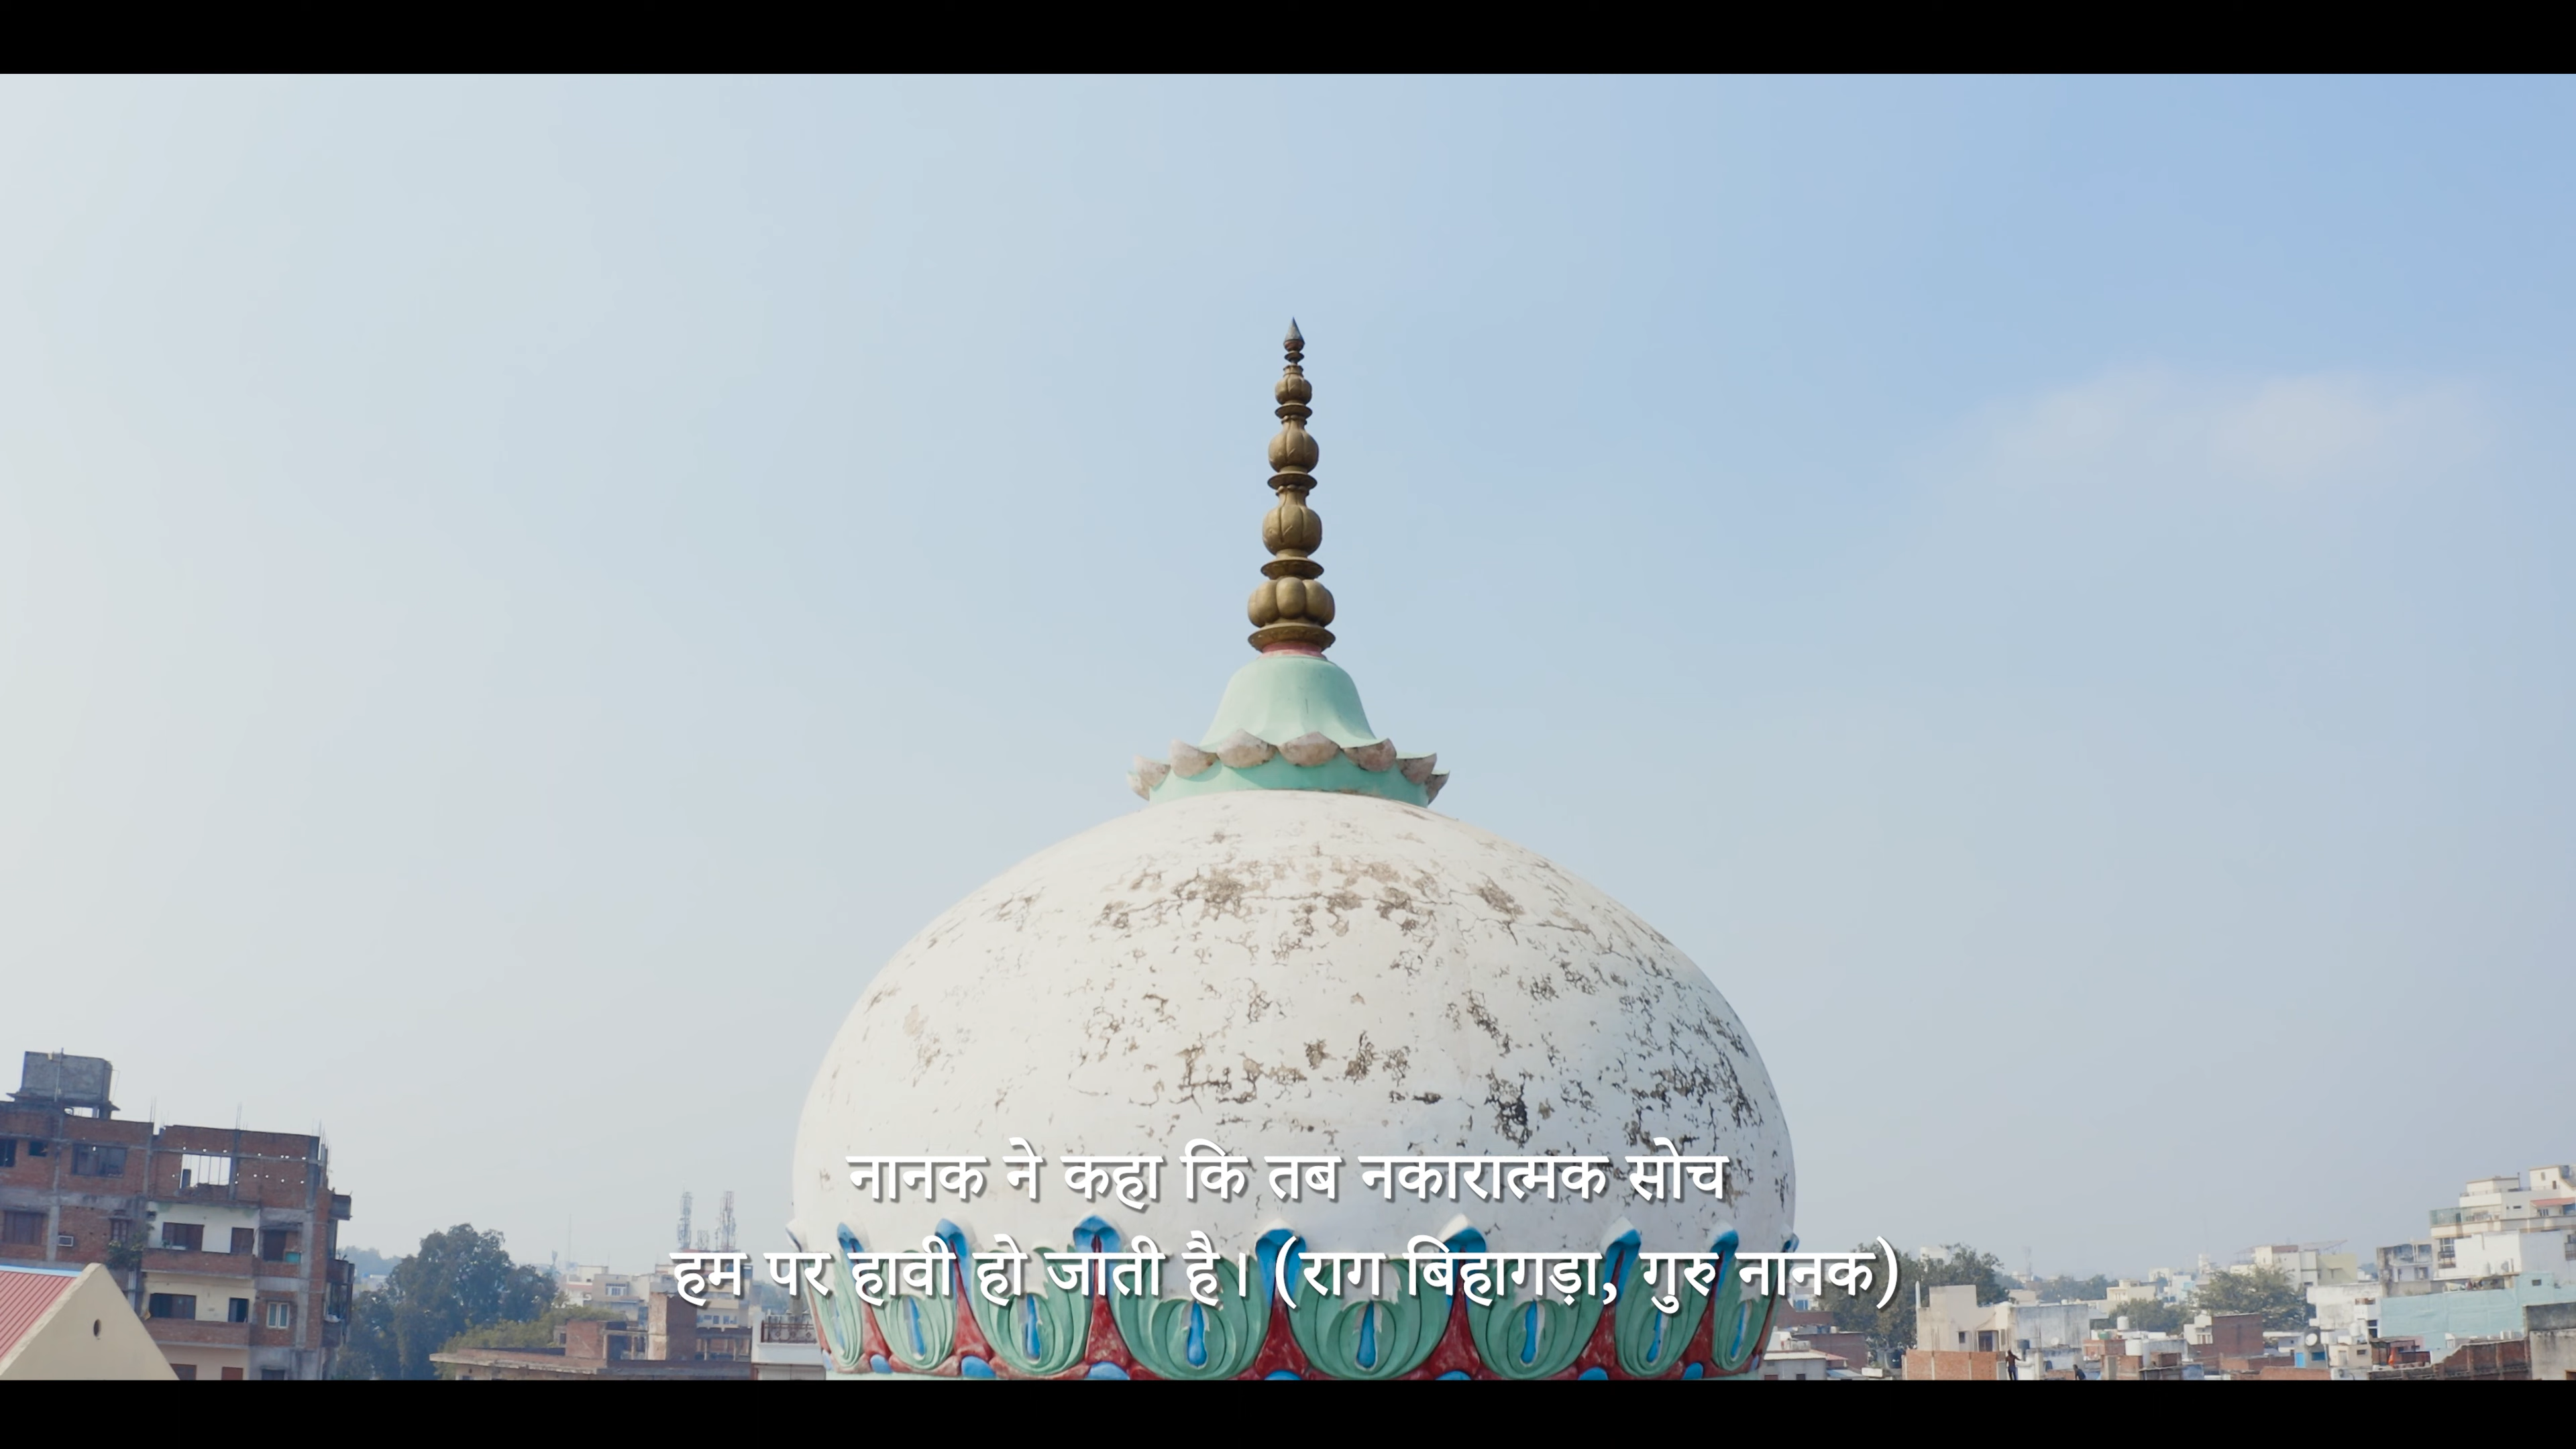 नानक ने कहा कि तब नकारात्मक सोच
हम पर हावी हो जाती है। (राग बिहागड़ा, गुरु नानक)